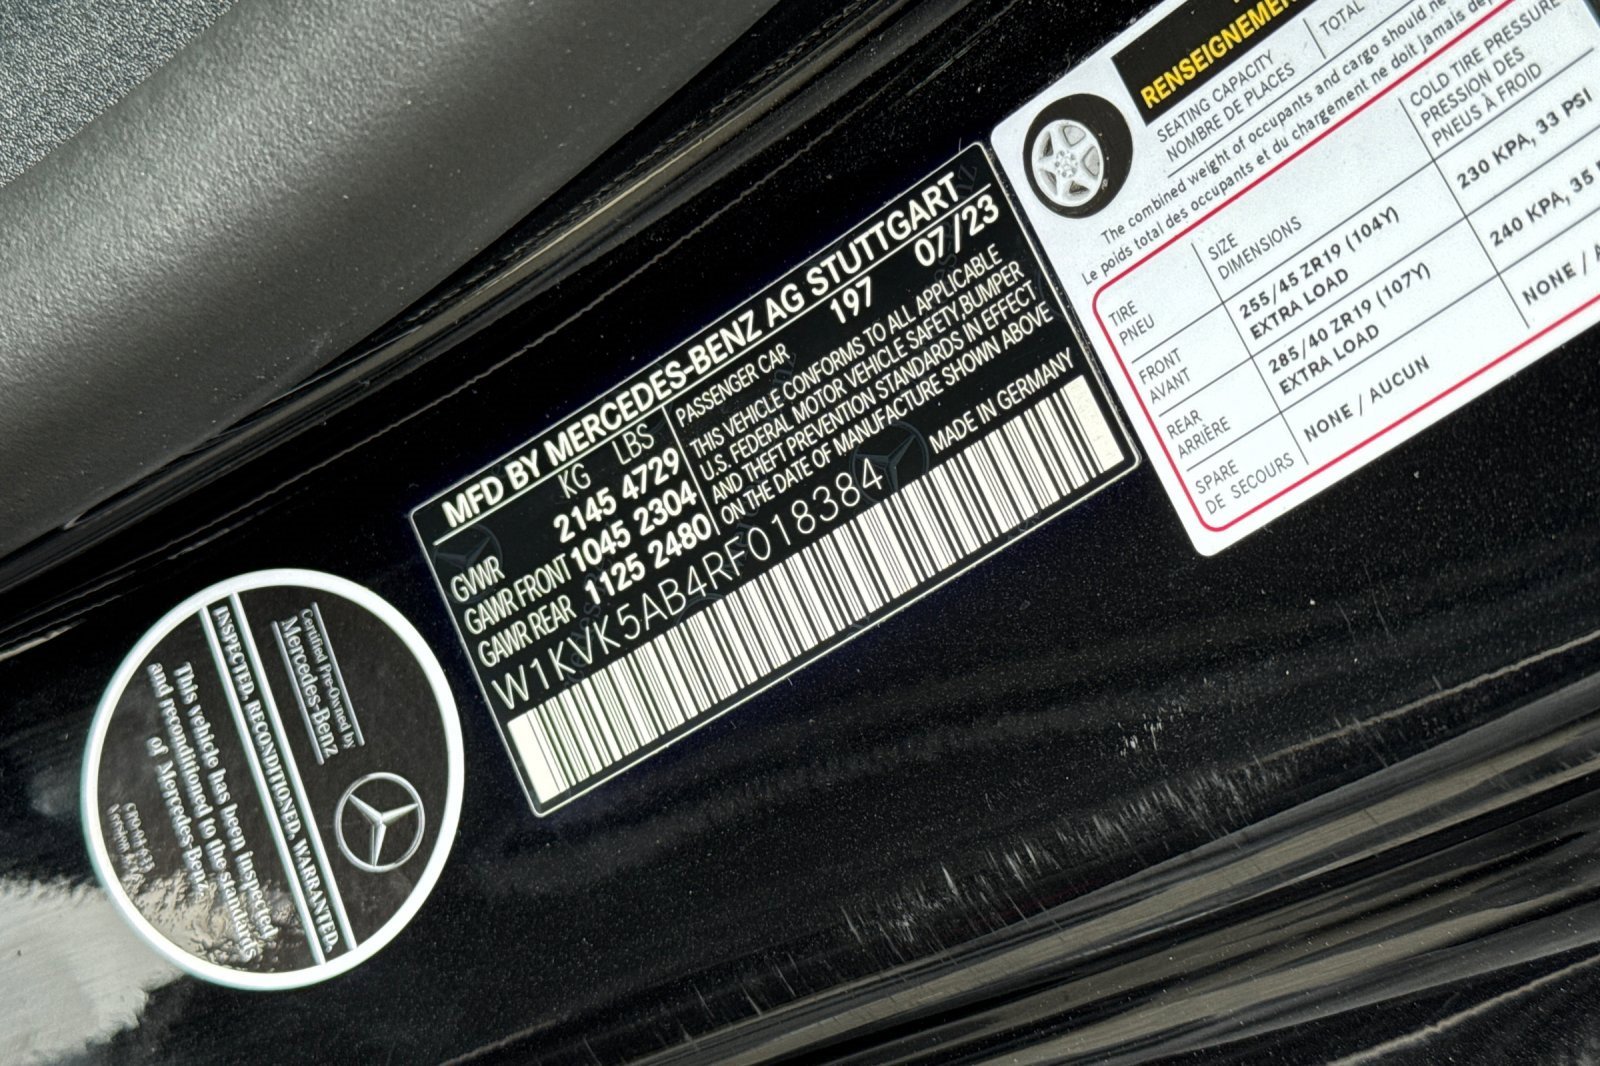 MFD BY MERCEDES-BENZ AG STUTTGART
KG LBS
GVWR 2145 4729
GAWR FRONT 1045 2304
GAWR REAR 1125 2480
PASSENGER CAR 197 07/23
THIS VEHICLE CONFORMS TO ALL APPLICABLE
U.S. FEDERAL MOTOR VEHICLE SAFETY,BUMPER
AND THEFT PREVENTION STANDARDS IN EFFECT
ON THE DATE OF MANUFACTURE SHOWN ABOVE
MADE IN GERMANY
W1KVK5AB4RF018384
RENSEIGNEMEN
SEATING CAPACITY
NOMBRE DE PLACES
TOTAL
The combined weight of occupants and cargo should ne
Le poids total des occupants et du chargement ne doit jamais dép
TIRE
PNEU
SIZE
DIMENSIONS
COLD TIRE PRESSURE
PRESSION DES
PNEUS À FROID
FRONT
AVANT
255/45 ZR19 (104Y)
EXTRA LOAD
230 KPA, 33 PSI
REAR
ARRIÈRE
285/40 ZR19 (107Y)
EXTRA LOAD
240 KPA, 35
SPARE
DE SECOURS
NONE / AUCUN
NONE / A
Certified Pre-Owned by
Mercedes-Benz
INSPECTED, RECONDITIONED, WARRANTED.
This vehicle has been inspected
and reconditioned to the standards
of Mercedes-Benz.